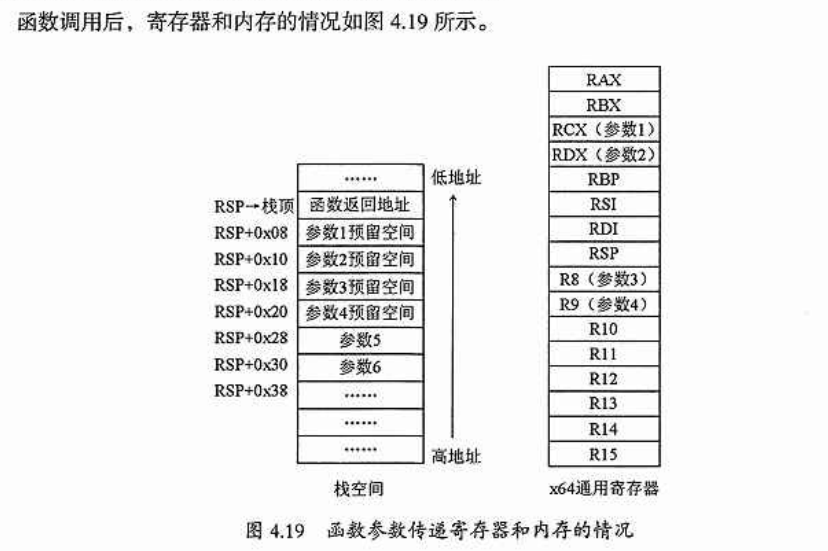 函数调用后，寄存器和内存的情况如图 4.19 所示。
...... 低地址
RSP→栈顶 函数返回地址
RSP+0x08 参数1预留空间
RSP+0x10 参数2预留空间
RSP+0x18 参数3预留空间
RSP+0x20 参数4预留空间
RSP+0x28 参数5
RSP+0x30 参数6
RSP+0x38 ......
......
...... 高地址
栈空间
RAX
RBX
RCX（参数1）
RDX（参数2）
RBP
RSI
RDI
RSP
R8（参数3）
R9（参数4）
R10
R11
R12
R13
R14
R15
x64通用寄存器
图 4.19 函数参数传递寄存器和内存的情况